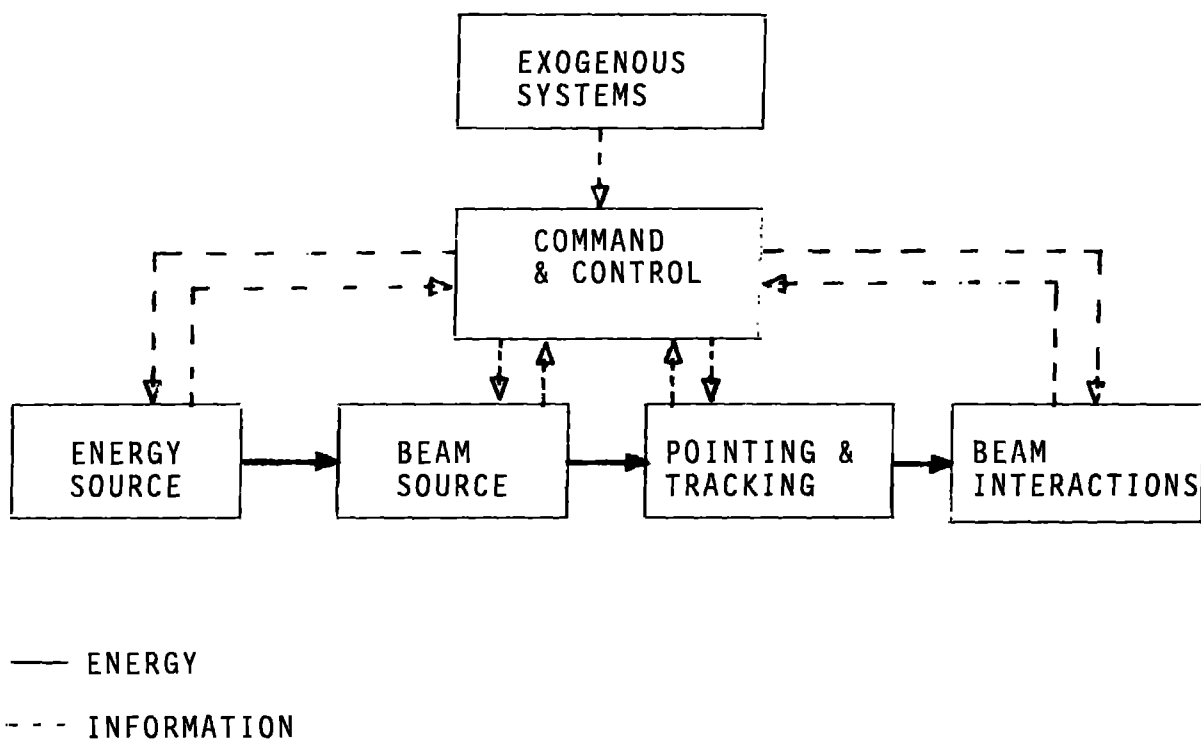 EXOGENOUS
SYSTEMS
COMMAND
& CONTROL
ENERGY
SOURCE
BEAM
SOURCE
POINTING &
TRACKING
BEAM
INTERACTIONS
ENERGY
INFORMATION